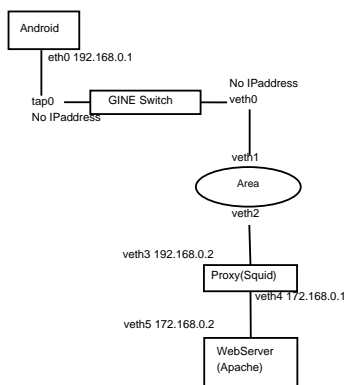 Android
eth0 192.168.0.1
No IPaddress
tap0
GINE Switch
veth0
No IPaddress
veth1
Area
veth2
veth3 192.168.0.2
Proxy(Squid)
veth4 172.168.0.1
veth5 172.168.0.2
WebServer
(Apache)